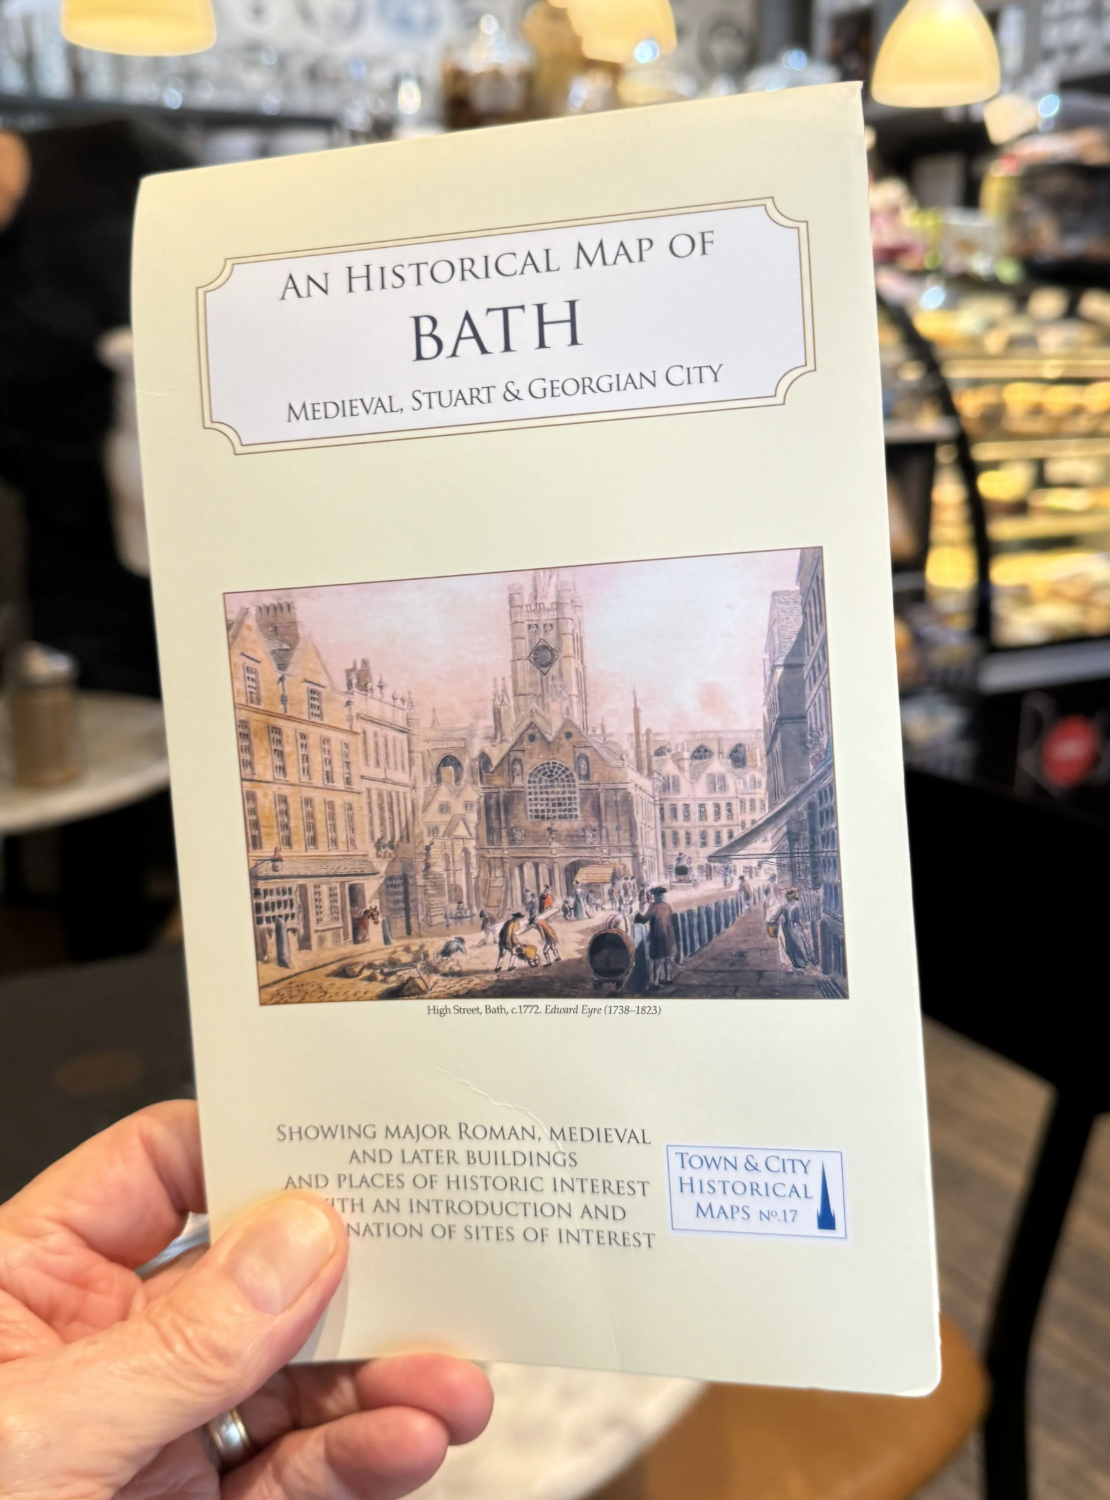 An Historical Map of
BATH
Medieval, Stuart & Georgian City
High Street, Bath, c.1772. Edward Eyre (1738–1823)
Showing major Roman, medieval
and later buildings
and places of historic interest
with an introduction and
nation of sites of interest
Town & City
Historical
Maps No.17